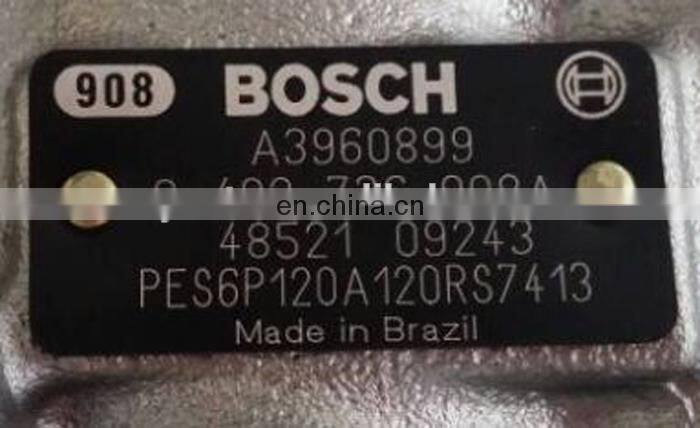 908 BOSCH
A3960899
en.china.cn
48521 09243
PES6P120A120RS7413
Made in Brazil